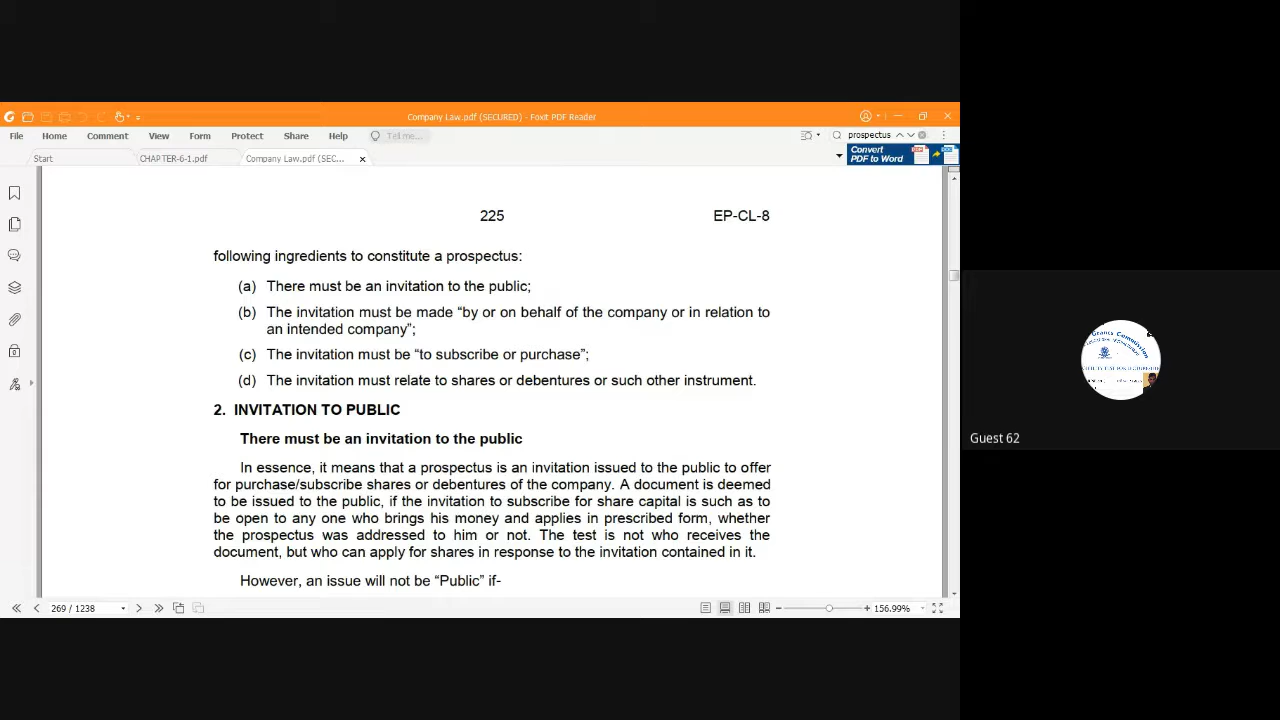 Company Law.pdf (SECURED) - Foxit PDF Reader
File Home Comment View Form Protect Share Help Tell me... prospectus
Start CHAPTER-6-1.pdf Company Law.pdf (SEC...
Convert
PDF to Word
225 EP-CL-8
following ingredients to constitute a prospectus:
(a) There must be an invitation to the public;
(b) The invitation must be made “by or on behalf of the company or in relation to
an intended company”;
(c) The invitation must be “to subscribe or purchase”;
(d) The invitation must relate to shares or debentures or such other instrument.
2. INVITATION TO PUBLIC
There must be an invitation to the public
In essence, it means that a prospectus is an invitation issued to the public to offer
for purchase/subscribe shares or debentures of the company. A document is deemed
to be issued to the public, if the invitation to subscribe for share capital is such as to
be open to any one who brings his money and applies in prescribed form, whether
the prospectus was addressed to him or not. The test is not who receives the
document, but who can apply for shares in response to the invitation contained in it.
However, an issue will not be “Public” if-
269 / 1238 156.99%
Grants Commission
Guest 62